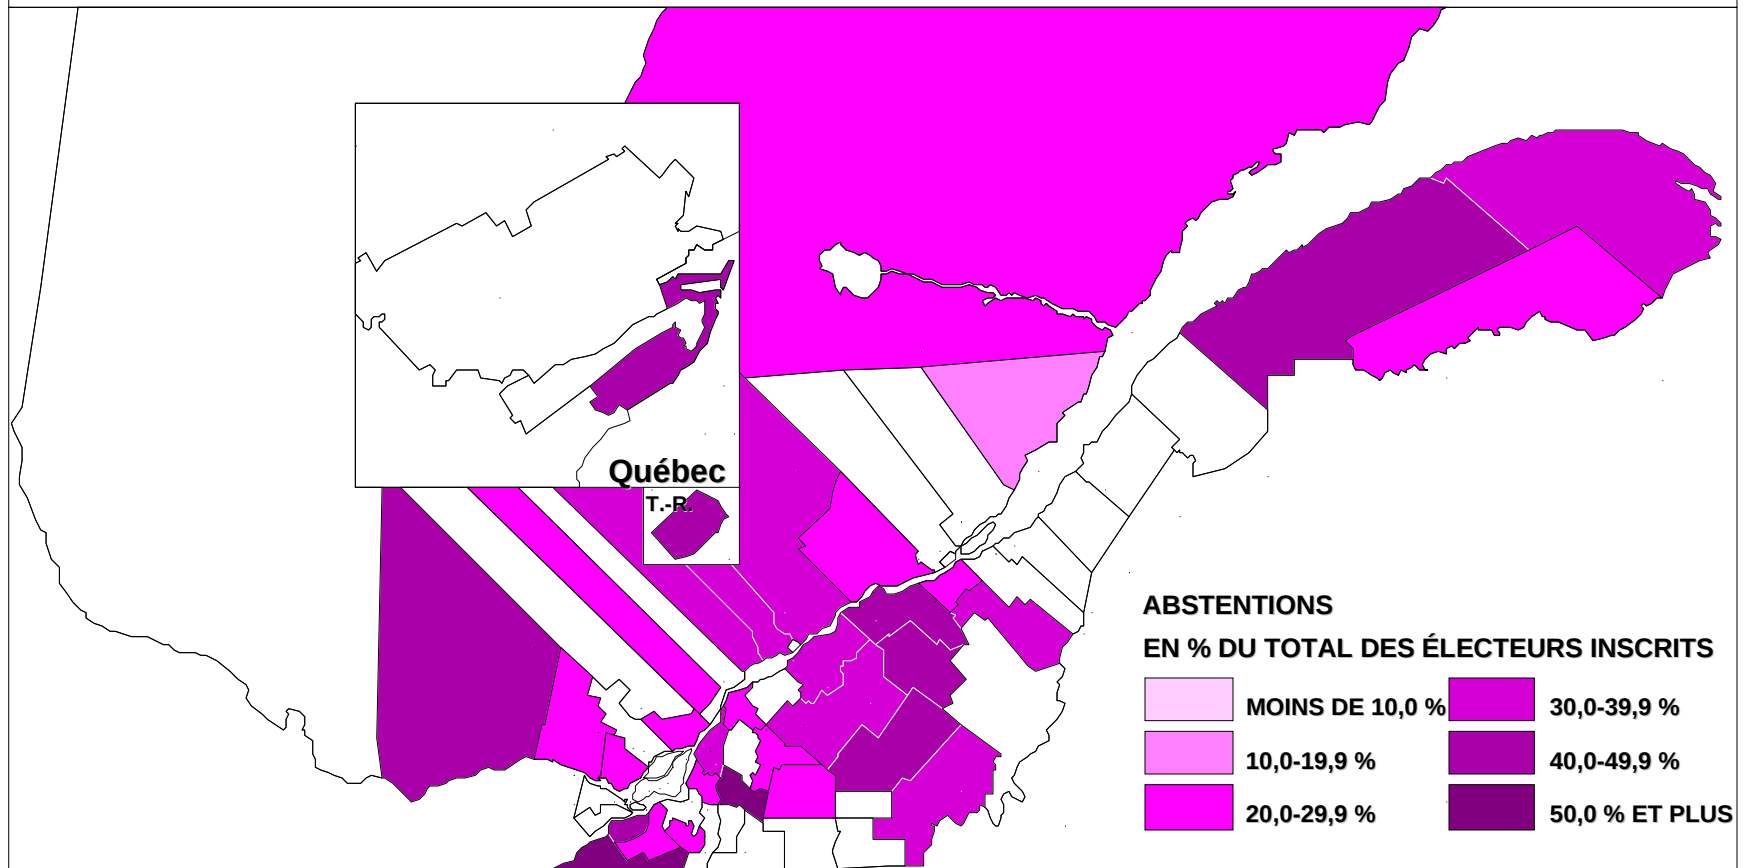 Québec
T.-R.
ABSTENTIONS
EN % DU TOTAL DES ÉLECTEURS INSCRITS
MOINS DE 10,0 %
30,0-39,9 %
10,0-19,9 %
40,0-49,9 %
20,0-29,9 %
50,0 % ET PLUS